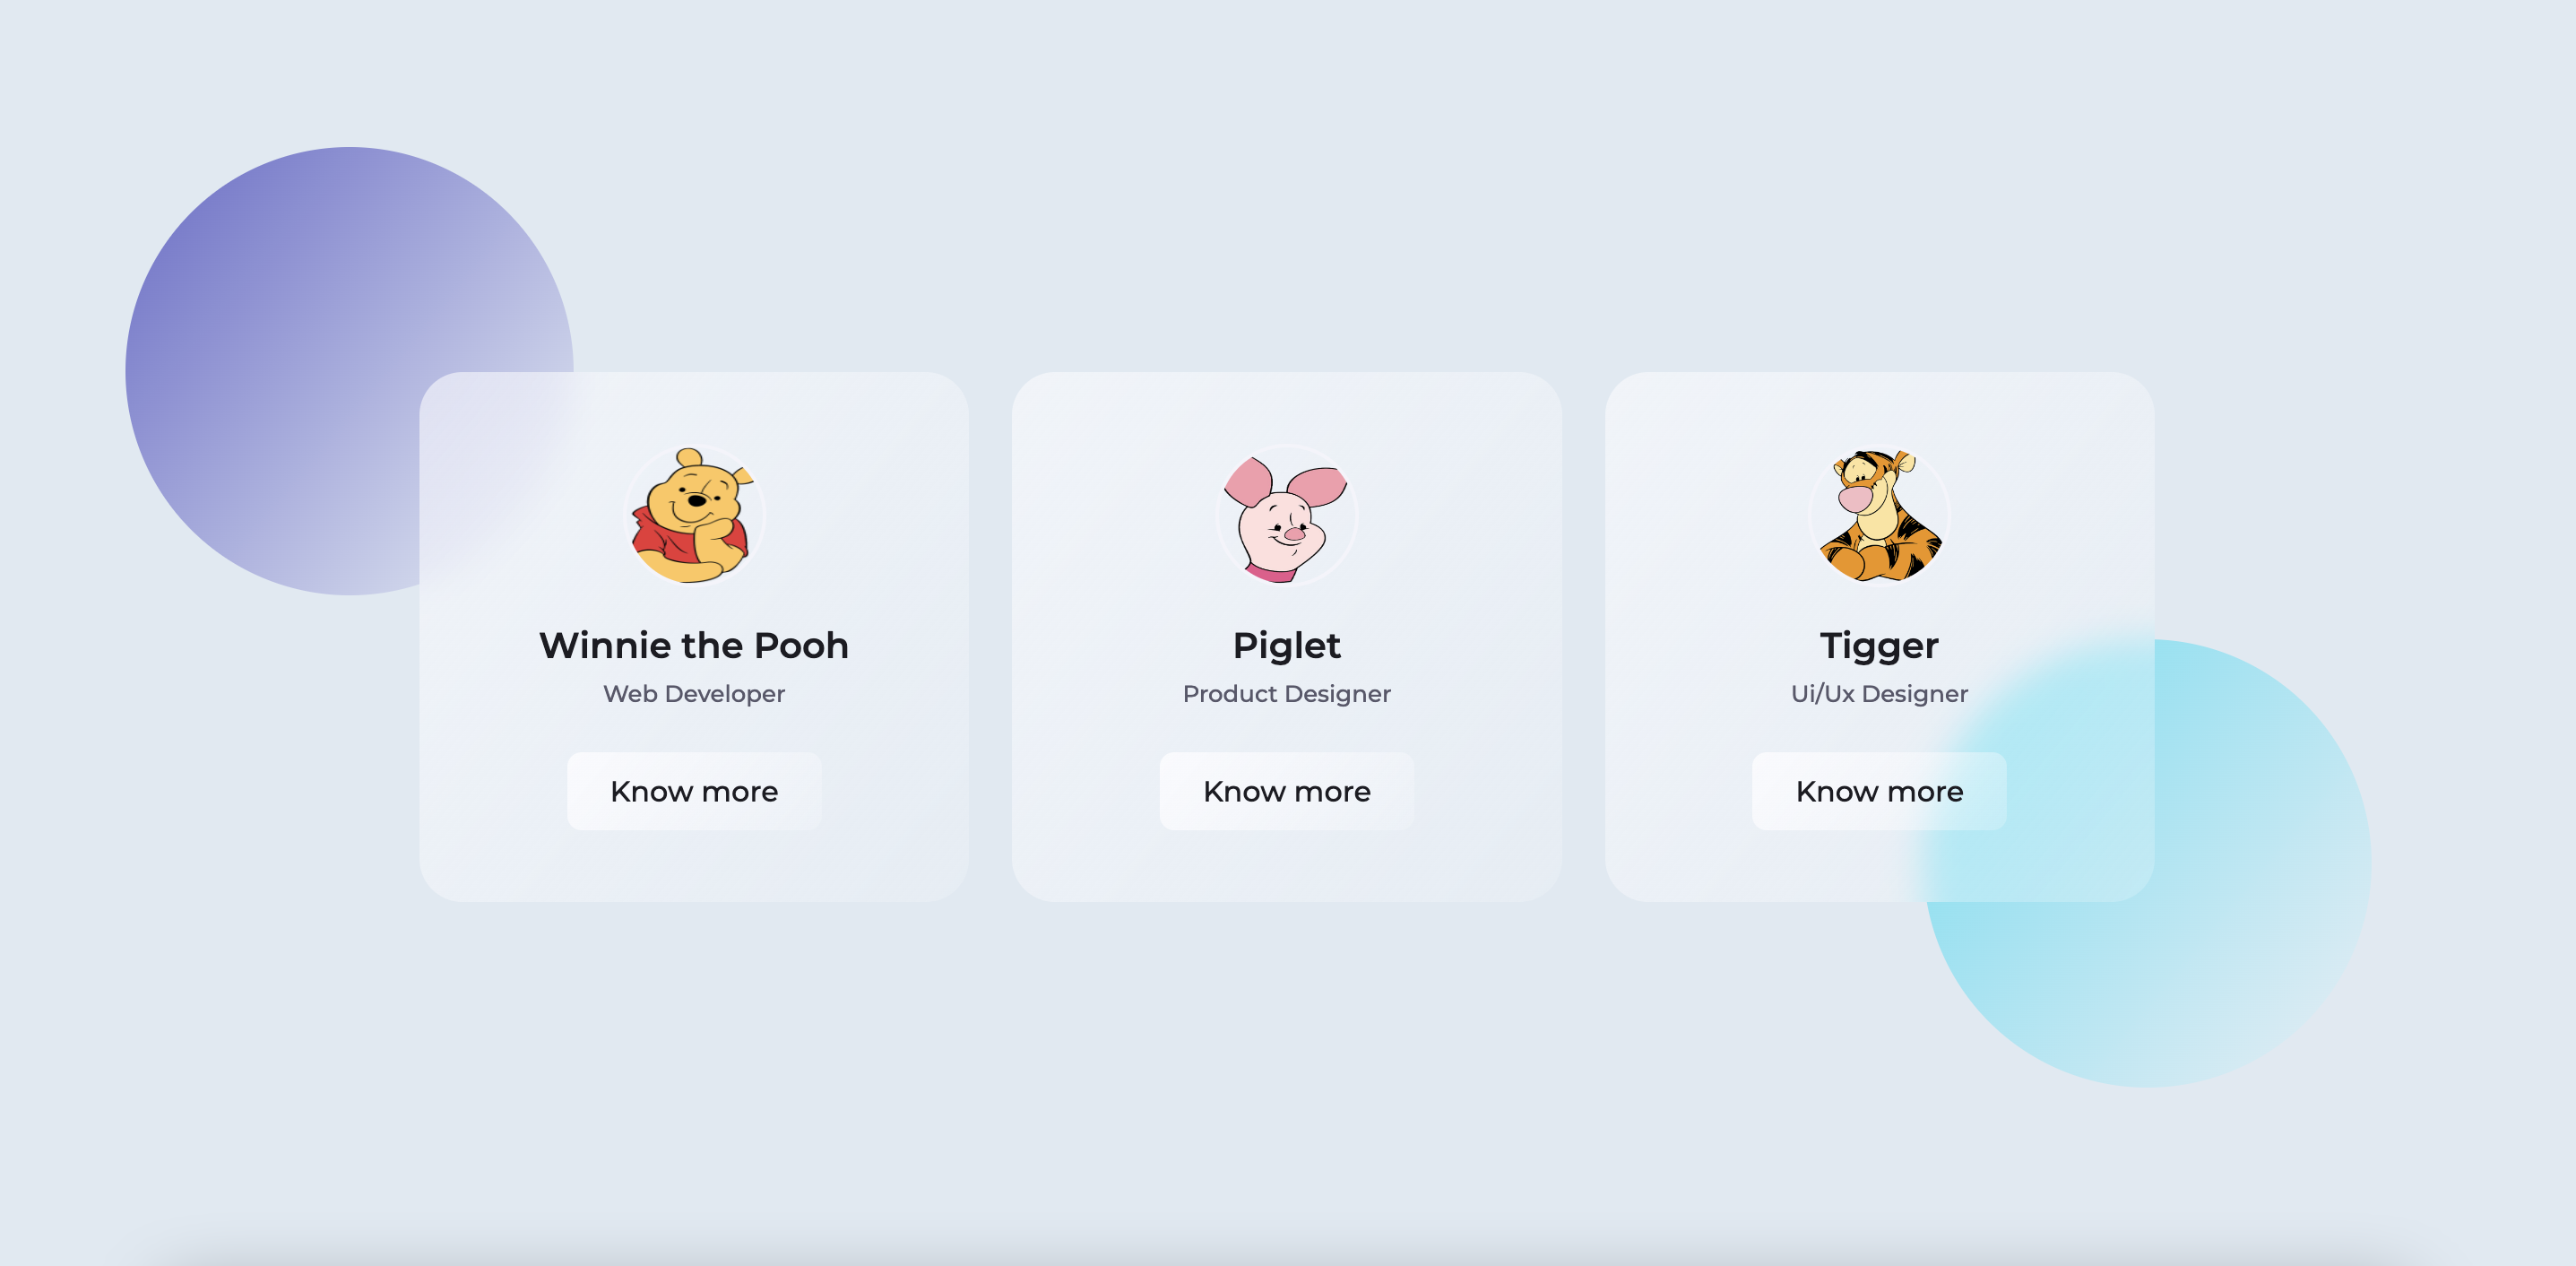 Winnie the Pooh
Web Developer
Know more
Piglet
Product Designer
Know more
Tigger
Ui/Ux Designer
Know more